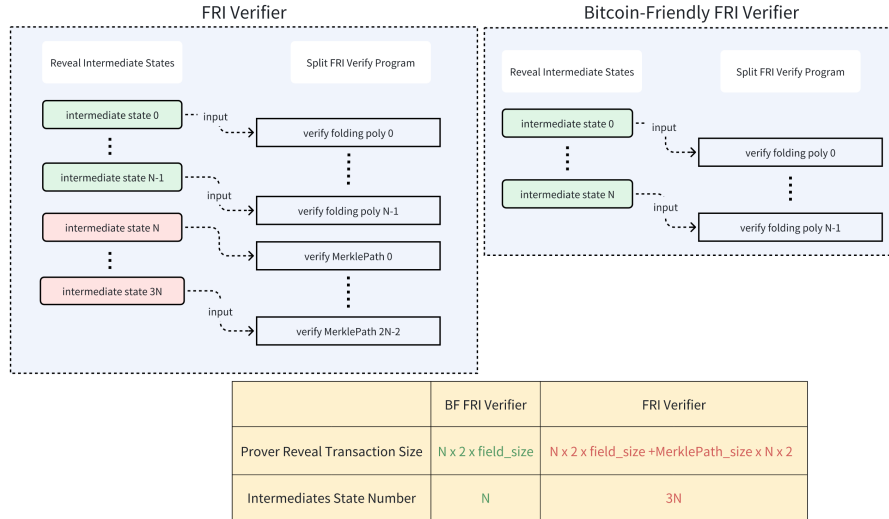 FRI Verifier
Reveal Intermediate States
Split FRI Verify Program
intermediate state 0
input
verify folding poly 0
intermediate state N-1
input
verify folding poly N-1
intermediate state N
verify MerklePath 0
intermediate state 3N
input
verify MerklePath 2N-2
Bitcoin-Friendly FRI Verifier
Reveal Intermediate States
Split FRI Verify Program
intermediate state 0
input
verify folding poly 0
intermediate state N
input
verify folding poly N-1
BF FRI Verifier
FRI Verifier
Prover Reveal Transaction Size
N x 2 x field_size
N x 2 x field_size +MerklePath_size x N x 2
Intermediates State Number
N
3N